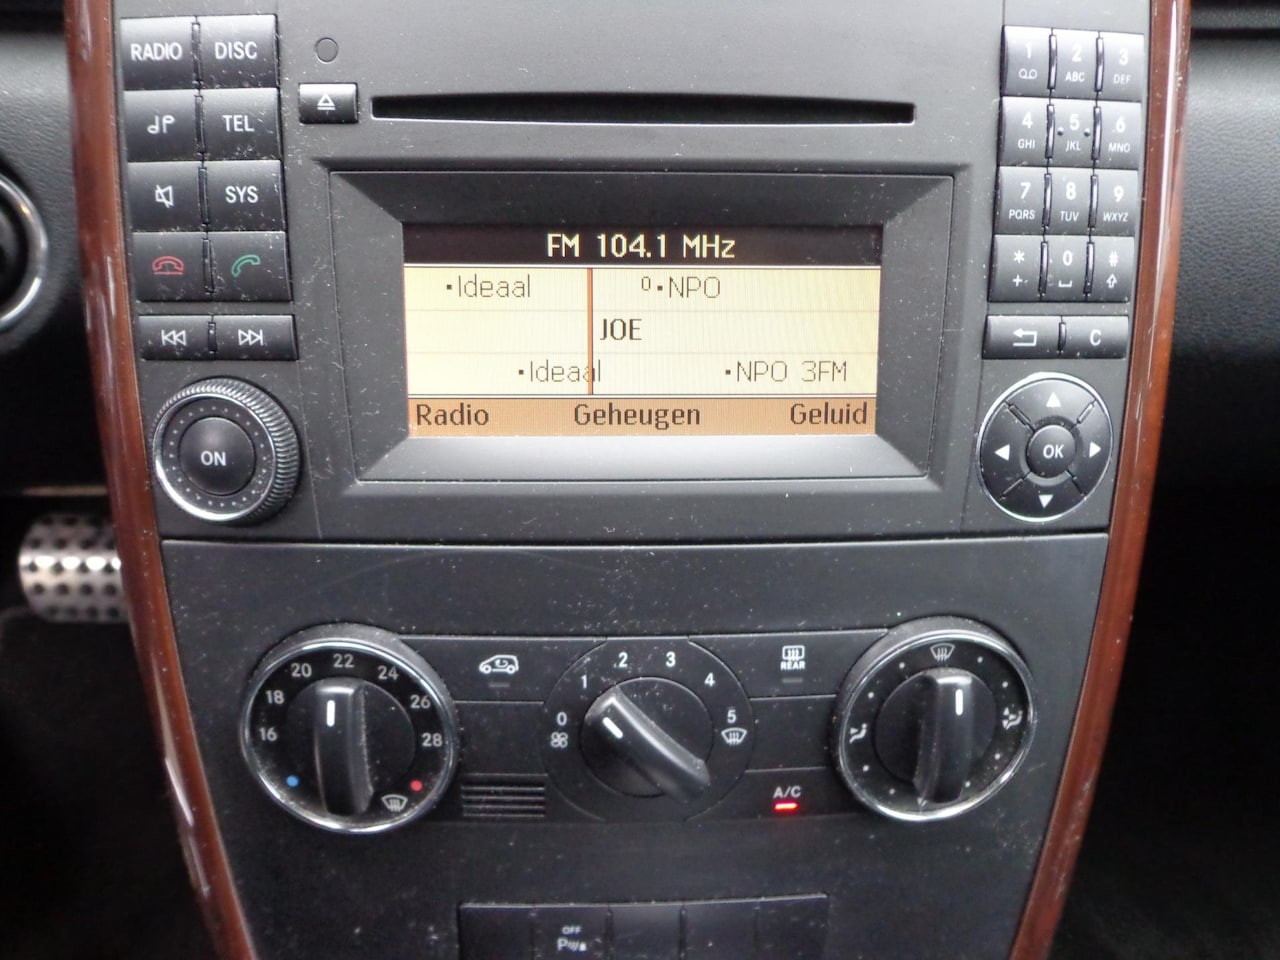 RADIO DISC
TEL
SYS
ON
FM 104.1 MHz
Ideaal 0 NPO
JOE
Ideaal NPO 3FM
Radio Geheugen Geluid
1 2 ABC 3 DEF
4 GHI 5 JKL 6 MNO
7 PQRS 8 TUV 9 WXYZ
* + 0 #
C
OK
16 18 20 22 24 26 28
0 1 2 3 4 5
REAR
A/C
OFF
P